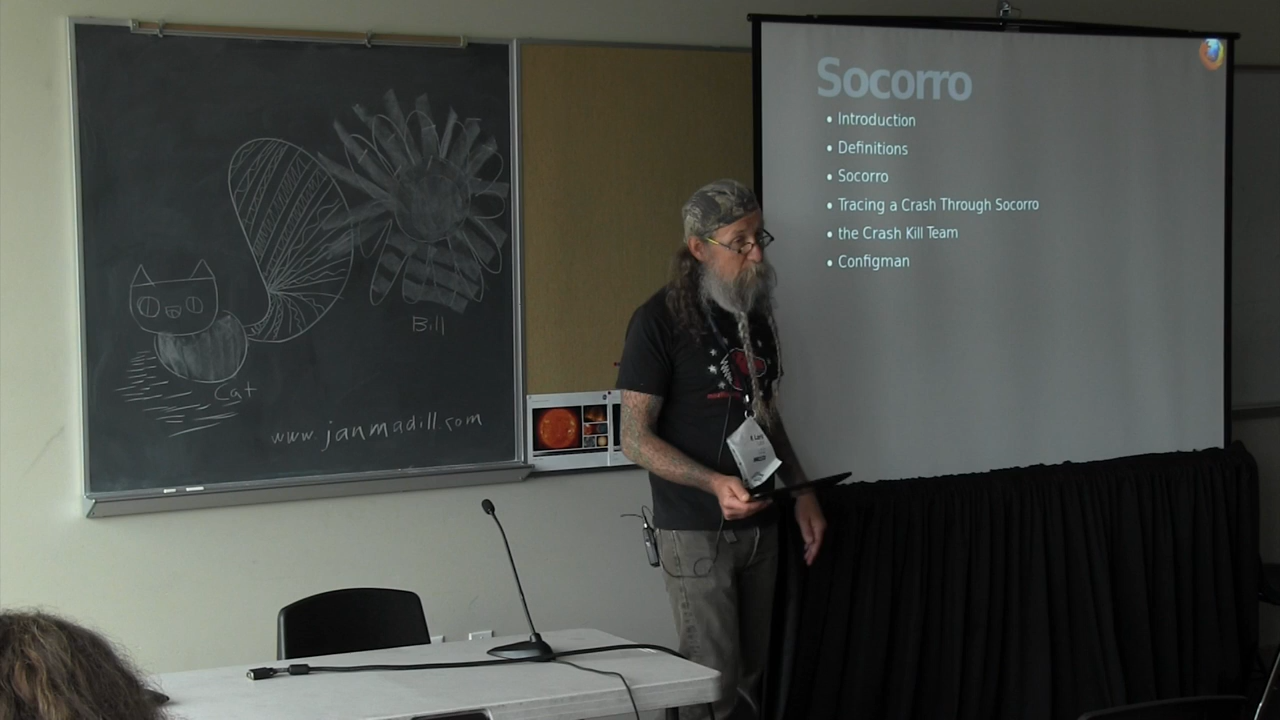 Bill
Cat
www.janmadill.com
Socorro
• Introduction
• Definitions
• Socorro
• Tracing a Crash Through Socorro
• the Crash Kill Team
• Configman